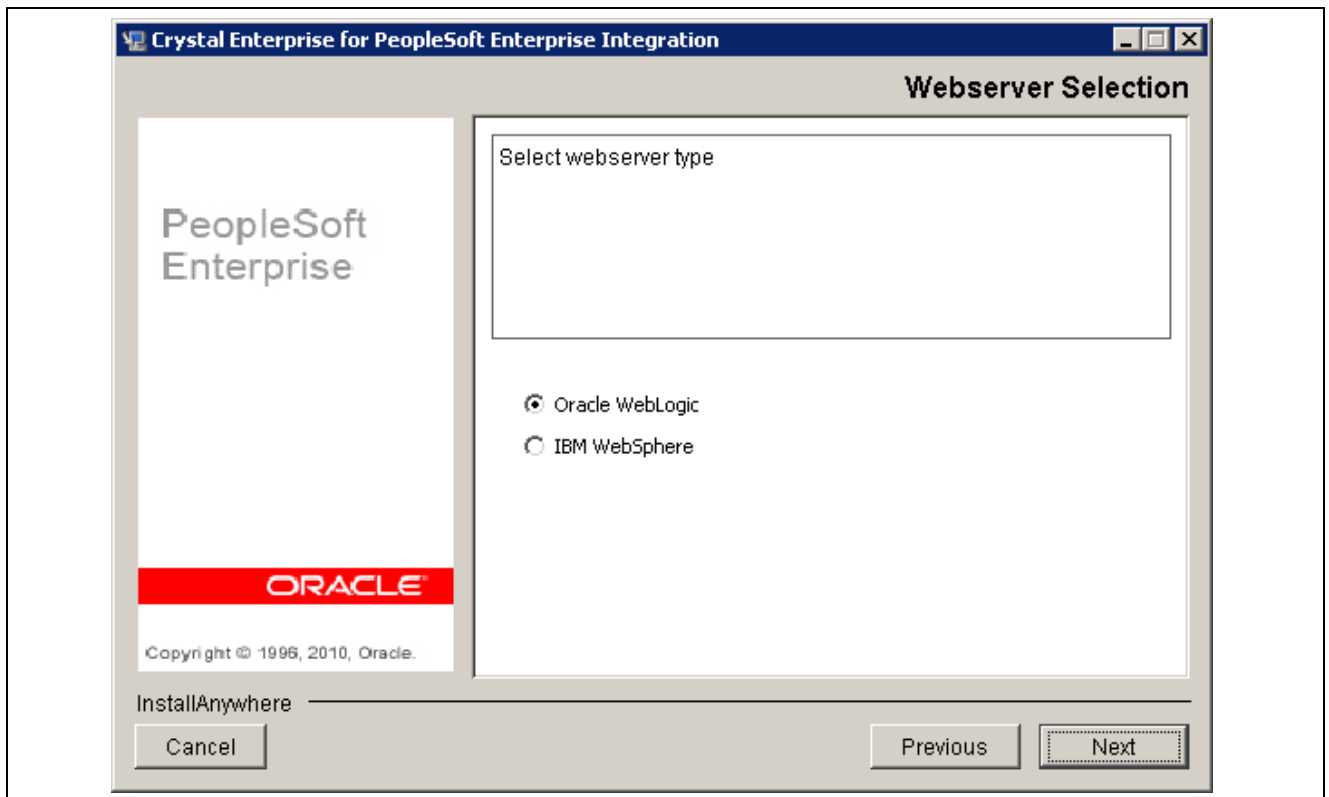 Crystal Enterprise for PeopleSoft Enterprise Integration
Webserver Selection
Select webserver type
PeopleSoft
Enterprise
Oracle WebLogic
IBM WebSphere
ORACLE
Copyright © 1996, 2010, Oracle.
InstallAnywhere
Cancel
Previous
Next